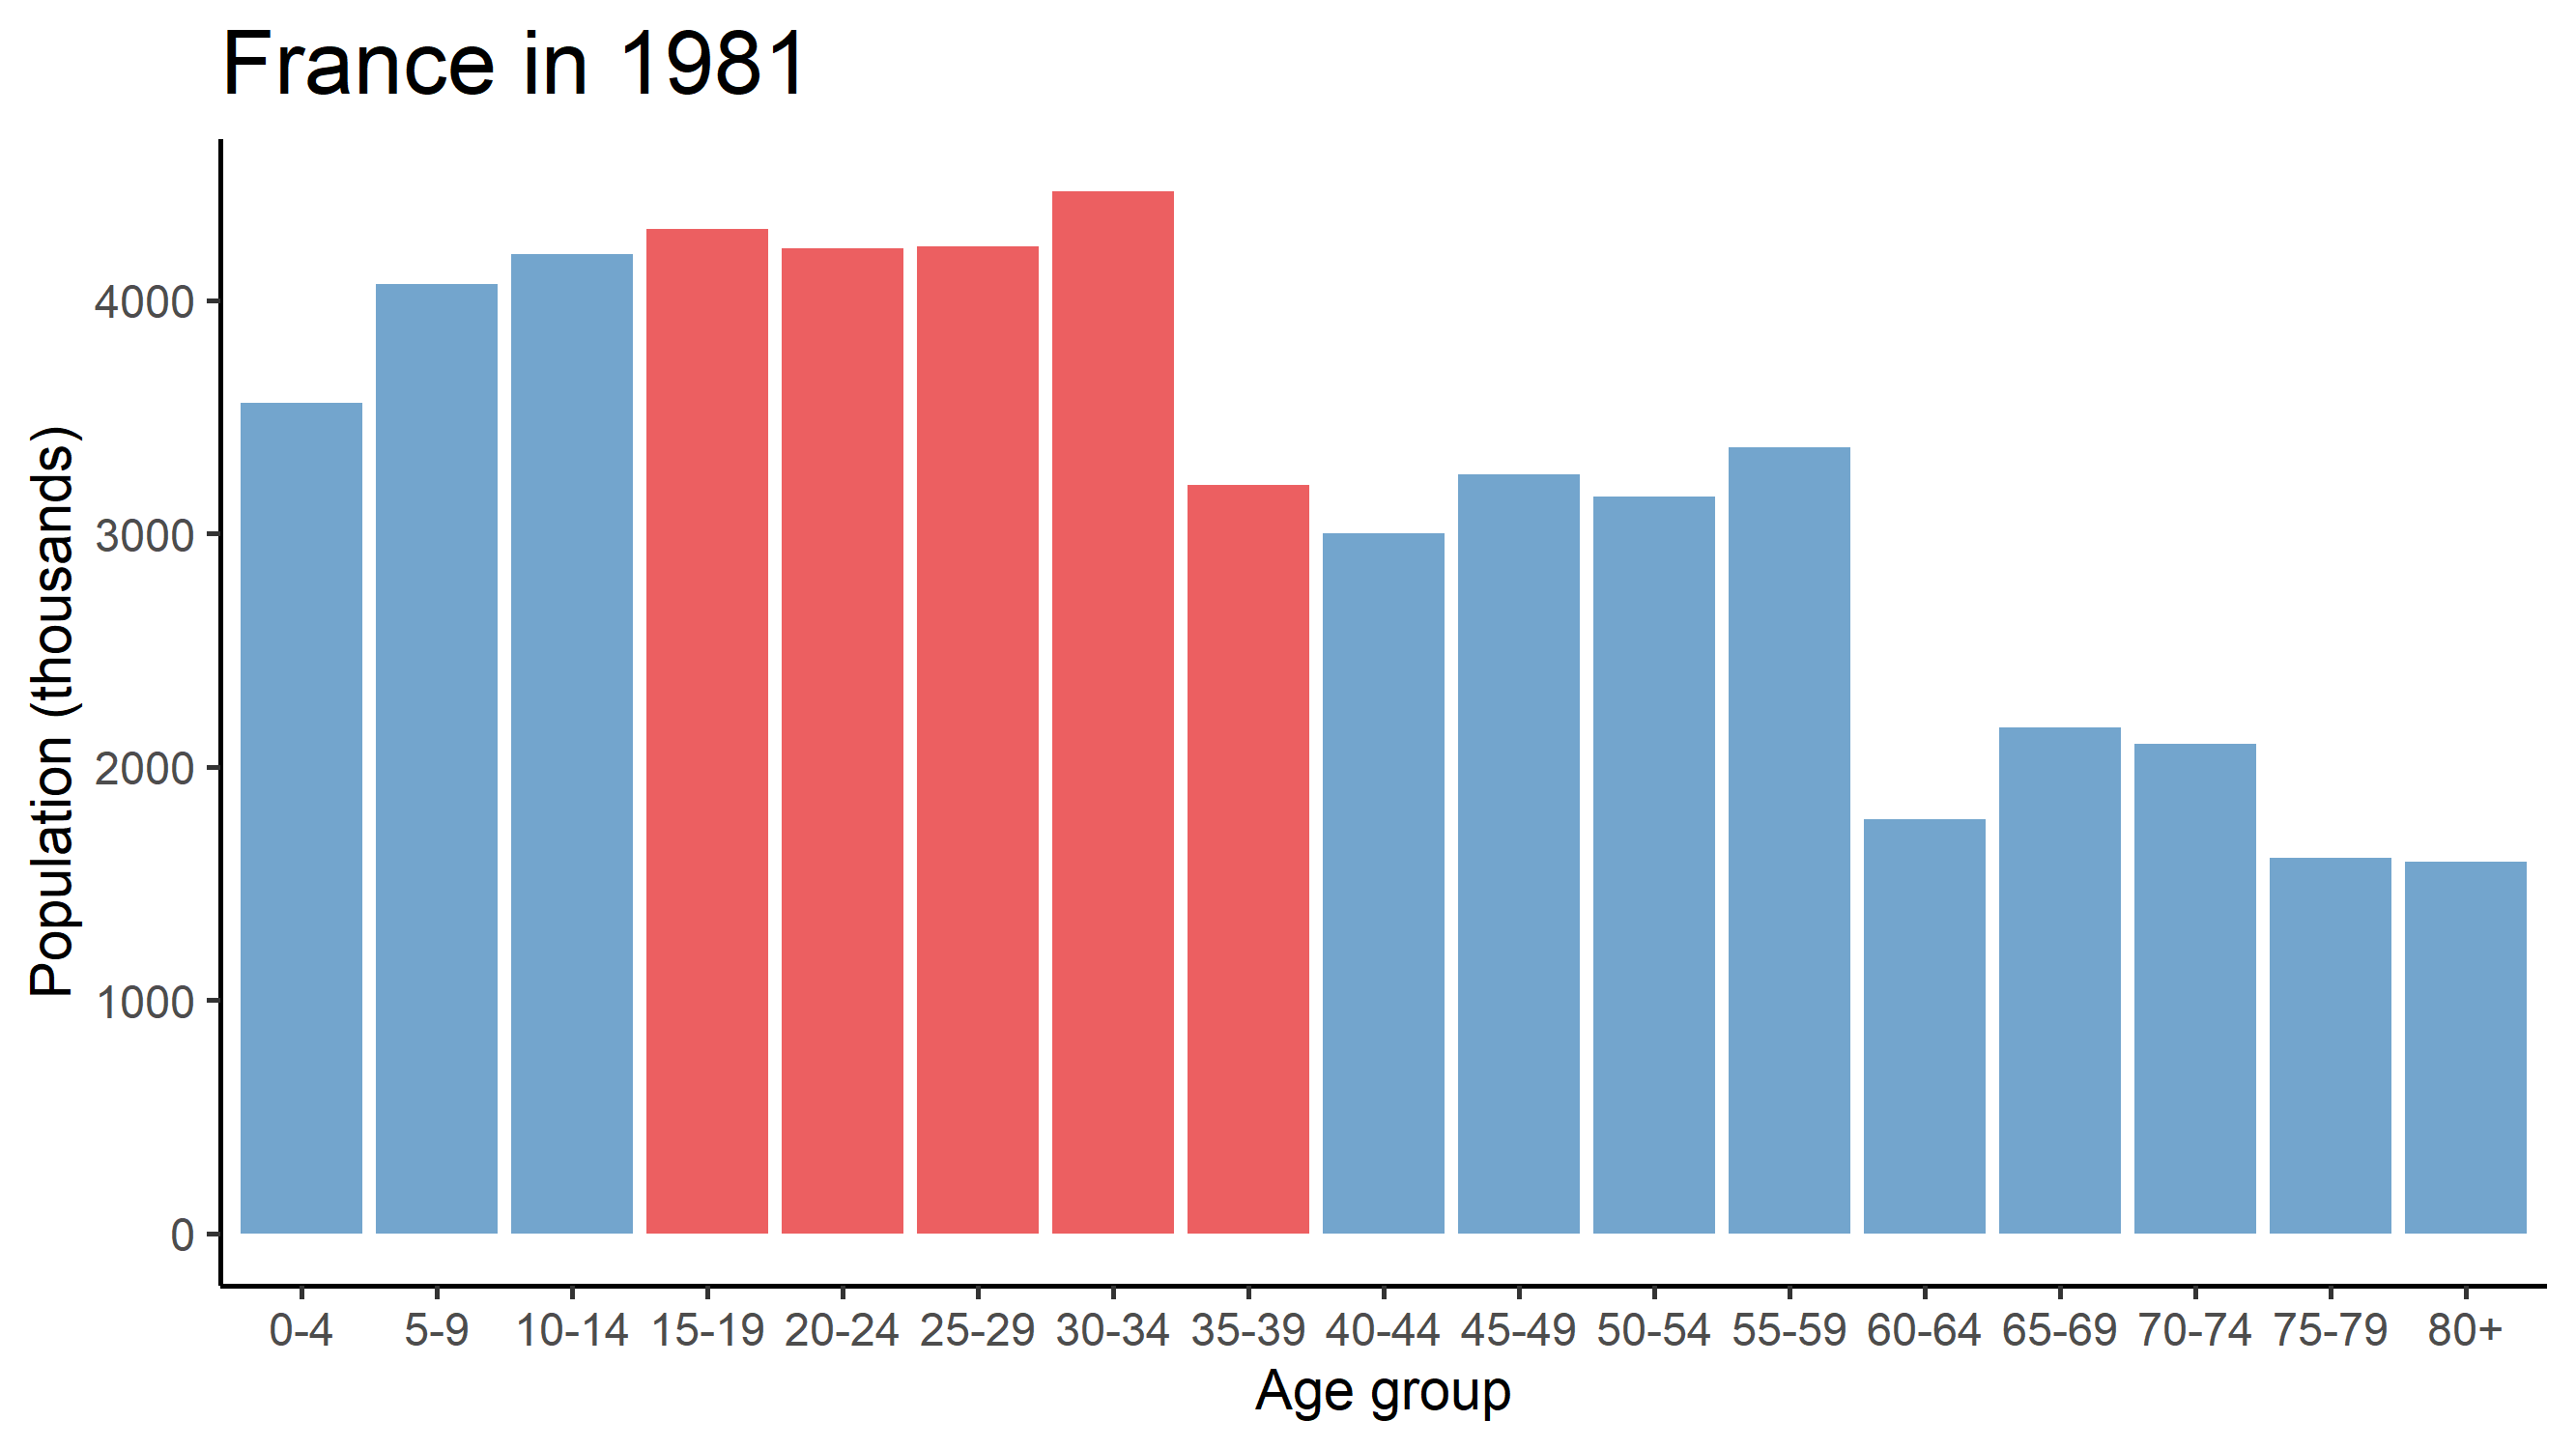 France in 1981
Population (thousands)
4000
3000
2000
1000
0
0-4 5-9 10-14 15-19 20-24 25-29 30-34 35-39 40-44 45-49 50-54 55-59 60-64 65-69 70-74 75-79 80+
Age group